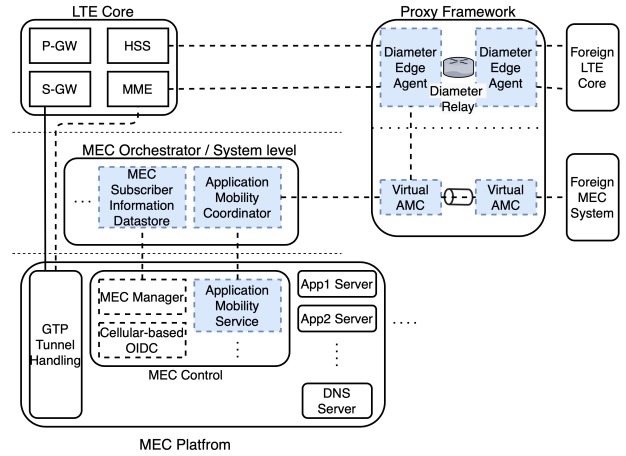 LTE Core
P-GW
HSS
S-GW
MME
Proxy Framework
Diameter
Edge
Agent
Diameter
Edge
Agent
Diameter
Relay
Foreign
LTE
Core
MEC Orchestrator / System level
...
MEC
Subscriber
Information
Datastore
Application
Mobility
Coordinator
Virtual
AMC
Virtual
AMC
Foreign
MEC
System
GTP
Tunnel
Handling
MEC Manager
Cellular-based
OIDC
Application
Mobility
Service
MEC Control
App1 Server
App2 Server
....
DNS
Server
MEC Platfrom